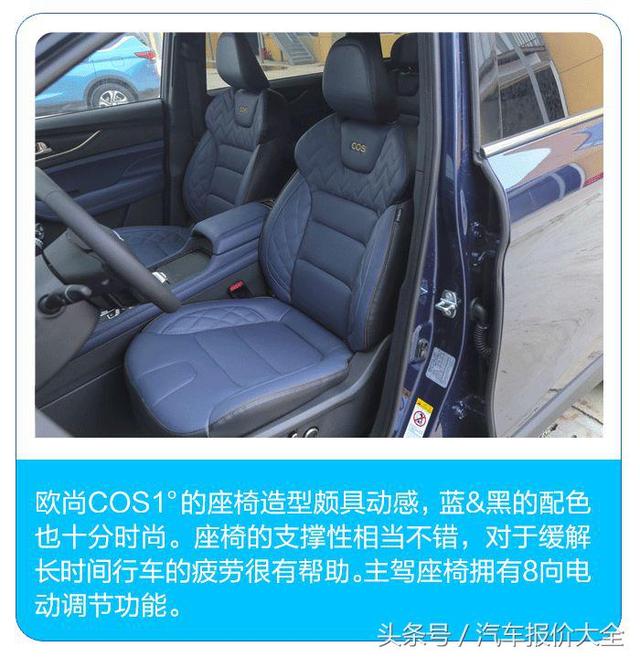 COS
欧尚COS1°的座椅造型颇具动感，蓝&黑的配色
也十分时尚。座椅的支撑性相当不错，对于缓解
长时间行车的疲劳很有帮助。主驾座椅拥有8向电
动调节功能。
头条号 / 汽车报价大全